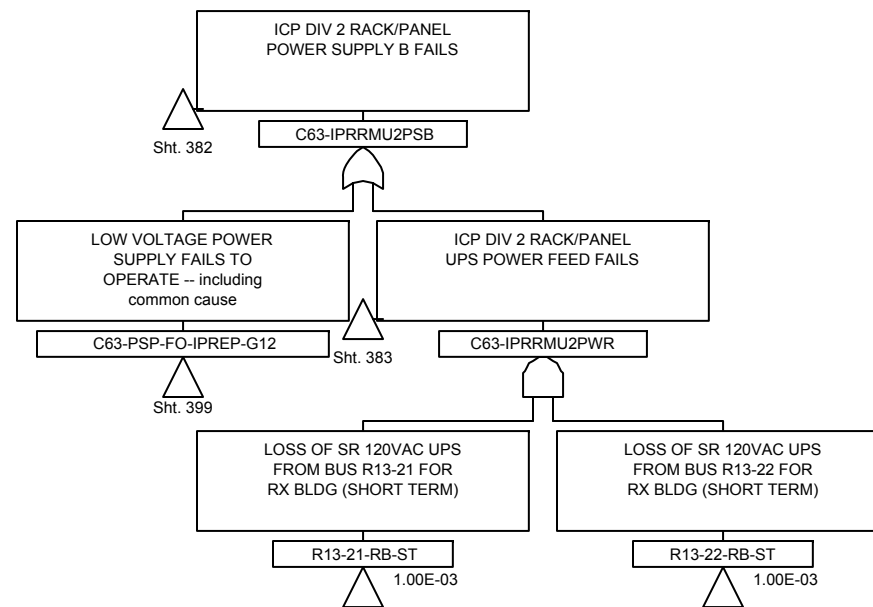 ICP DIV 2 RACK/PANEL
POWER SUPPLY B FAILS
C63-IPRRMU2PSB
Sht. 382
LOW VOLTAGE POWER
SUPPLY FAILS TO
OPERATE -- including
common cause
C63-PSP-FO-IPREP-G12
Sht. 399
ICP DIV 2 RACK/PANEL
UPS POWER FEED FAILS
C63-IPRRMU2PWR
Sht. 383
LOSS OF SR 120VAC UPS
FROM BUS R13-21 FOR
RX BLDG (SHORT TERM)
R13-21-RB-ST
1.00E-03
LOSS OF SR 120VAC UPS
FROM BUS R13-22 FOR
RX BLDG (SHORT TERM)
R13-22-RB-ST
1.00E-03